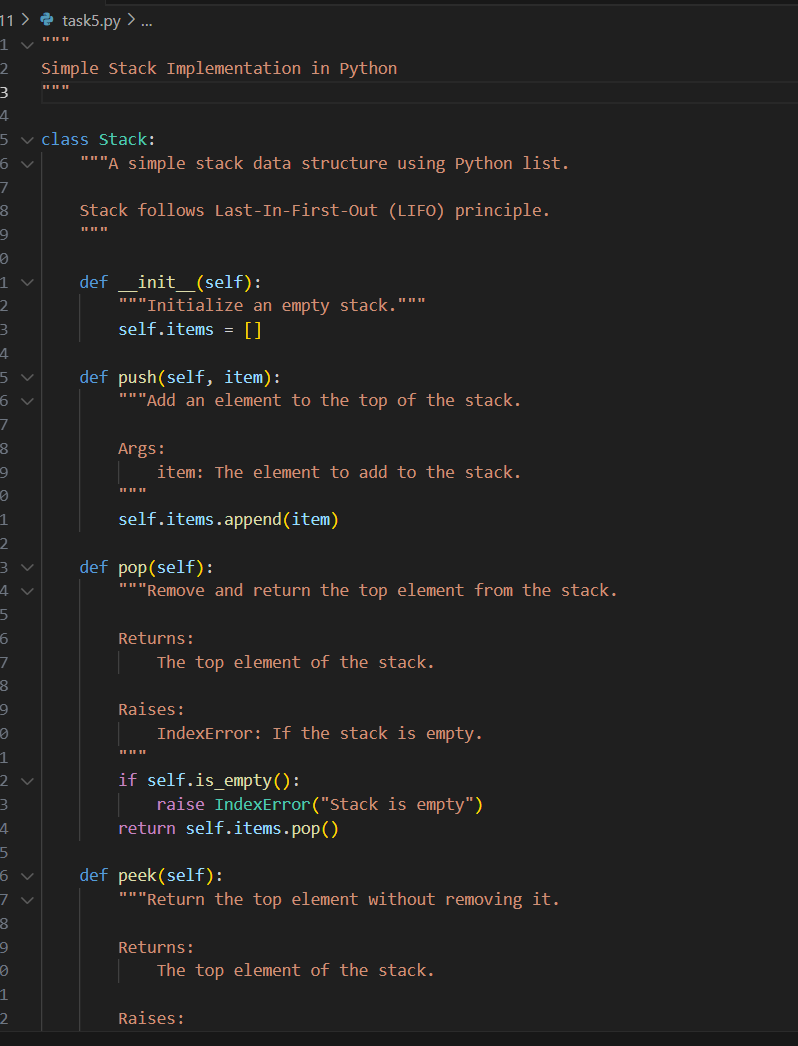 11 > task5.py > ...
1 """
2 Simple Stack Implementation in Python
3 """
4
5 class Stack:
6     """A simple stack data structure using Python list.
7
8     Stack follows Last-In-First-Out (LIFO) principle.
9     """
0
1     def __init__(self):
2         """Initialize an empty stack."""
3         self.items = []
4
5     def push(self, item):
6         """Add an element to the top of the stack.
7
8         Args:
9             item: The element to add to the stack.
0         """
1         self.items.append(item)
2
3     def pop(self):
4         """Remove and return the top element from the stack.
5
6         Returns:
7             The top element of the stack.
8
9         Raises:
0             IndexError: If the stack is empty.
1         """
2         if self.is_empty():
3             raise IndexError("Stack is empty")
4         return self.items.pop()
5
6     def peek(self):
7         """Return the top element without removing it.
8
9         Returns:
0             The top element of the stack.
1
2         Raises: